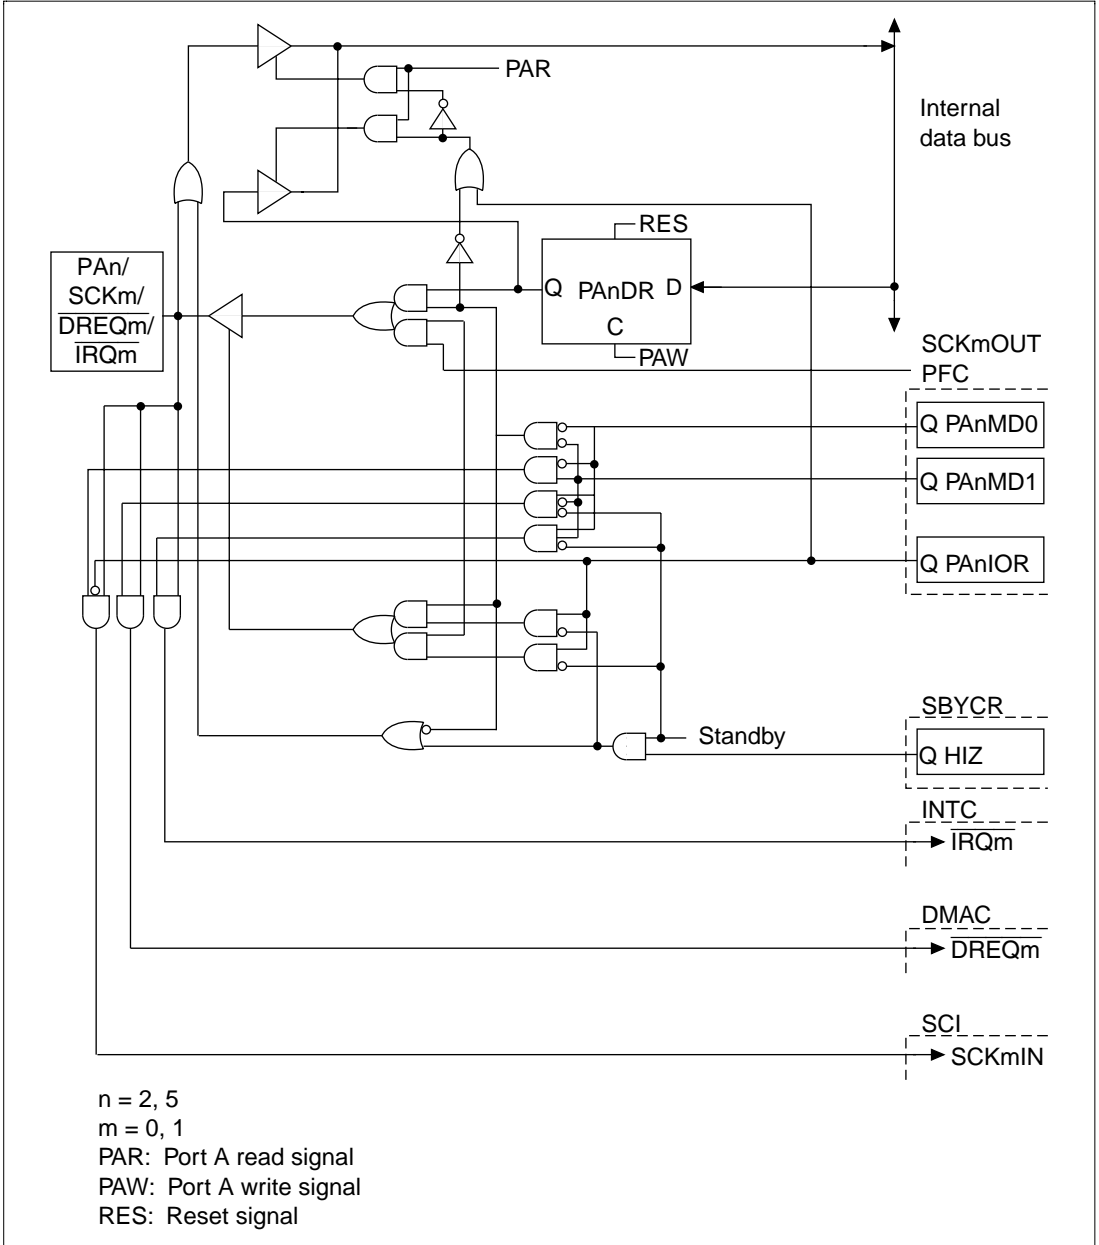 PAR
Internal
data bus
RES
PAn/
SCKm/
DREQm/
IRQm
Q PAnDR D
C
PAW
SCKmOUT
PFC
Q PAnMD0
Q PAnMD1
Q PAnIOR
SBYCR
Standby
Q HIZ
INTC
IRQm
DMAC
DREQm
SCI
SCKmIN
n = 2, 5
m = 0, 1
PAR: Port A read signal
PAW: Port A write signal
RES: Reset signal